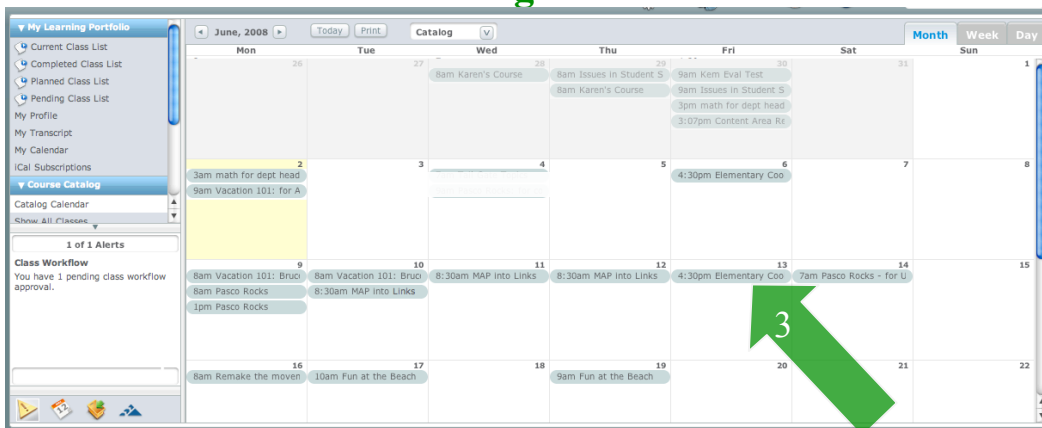 My Learning Portfolio
Current Class List
Completed Class List
Planned Class List
Pending Class List
My Profile
My Transcript
My Calendar
iCal Subscriptions
Course Catalog
Catalog Calendar
Show All Classes
1 of 1 Alerts
Class Workflow
You have 1 pending class workflow
approval.
June, 2008 Today Print Catalog Month Week Day
Mon Tue Wed Thu Fri Sat Sun
26 27 28 29 30 31 1
8am Karen's Course 8am Issues in Student S 9am Kem Eval Test
8am Karen's Course 9am Issues in Student S
3pm math for dept head
3:07pm Content Area Re
2 3 4 5 6 7 8
3am math for dept head 4:30pm Elementary Coo
9am Vacation 101: for A
9 10 11 12 13 14 15
8am Vacation 101: Bruc 8am Vacation 101: Bruc 8:30am MAP into Links 8:30am MAP into Links 4:30pm Elementary Coo 7am Pasco Rocks - for U
8am Pasco Rocks 8:30am MAP into Links
1pm Pasco Rocks
3
16 17 18 19 20 21 22
8am Remake the moven 10am Fun at the Beach 9am Fun at the Beach
12